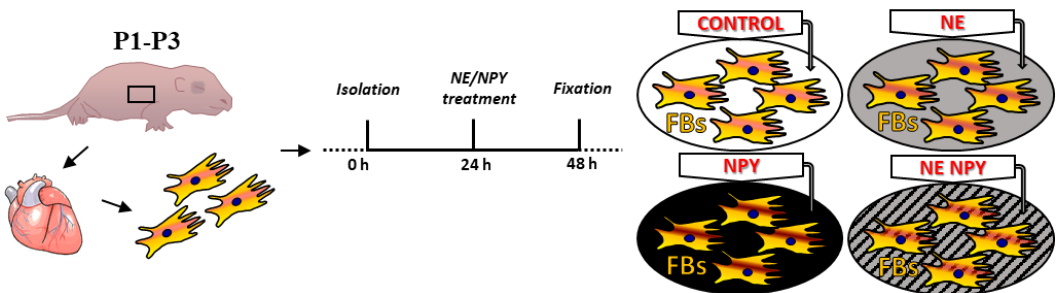 P1-P3
Isolation
NE/NPY
treatment
Fixation
0 h
24 h
48 h
CONTROL
FBs
NE
FBs
NPY
FBs
NE NPY
FBs